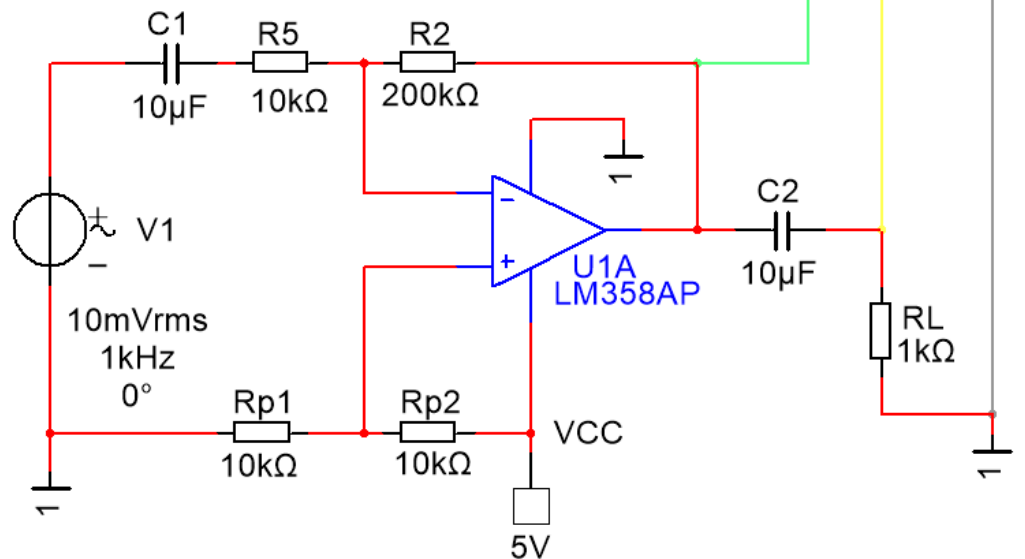 C1
10µF
R5
10kΩ
R2
200kΩ
1
+
−
V1
10mVrms
1kHz
0°
−
+
U1A
LM358AP
C2
10µF
RL
1kΩ
Rp1
10kΩ
Rp2
10kΩ
VCC
5V
1
1